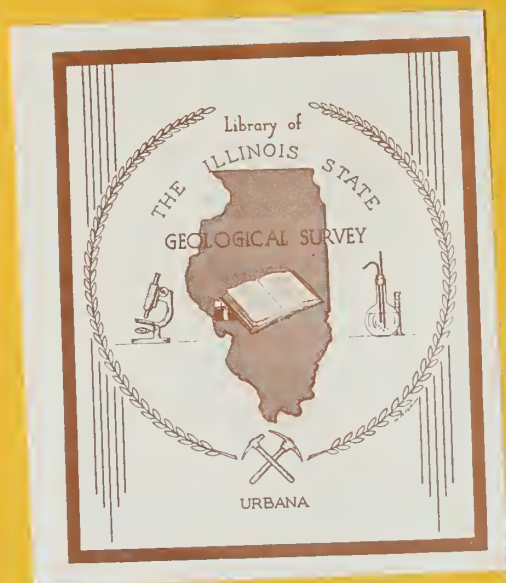 Library of
THE ILLINOIS STATE
GEOLOGICAL SURVEY
URBANA